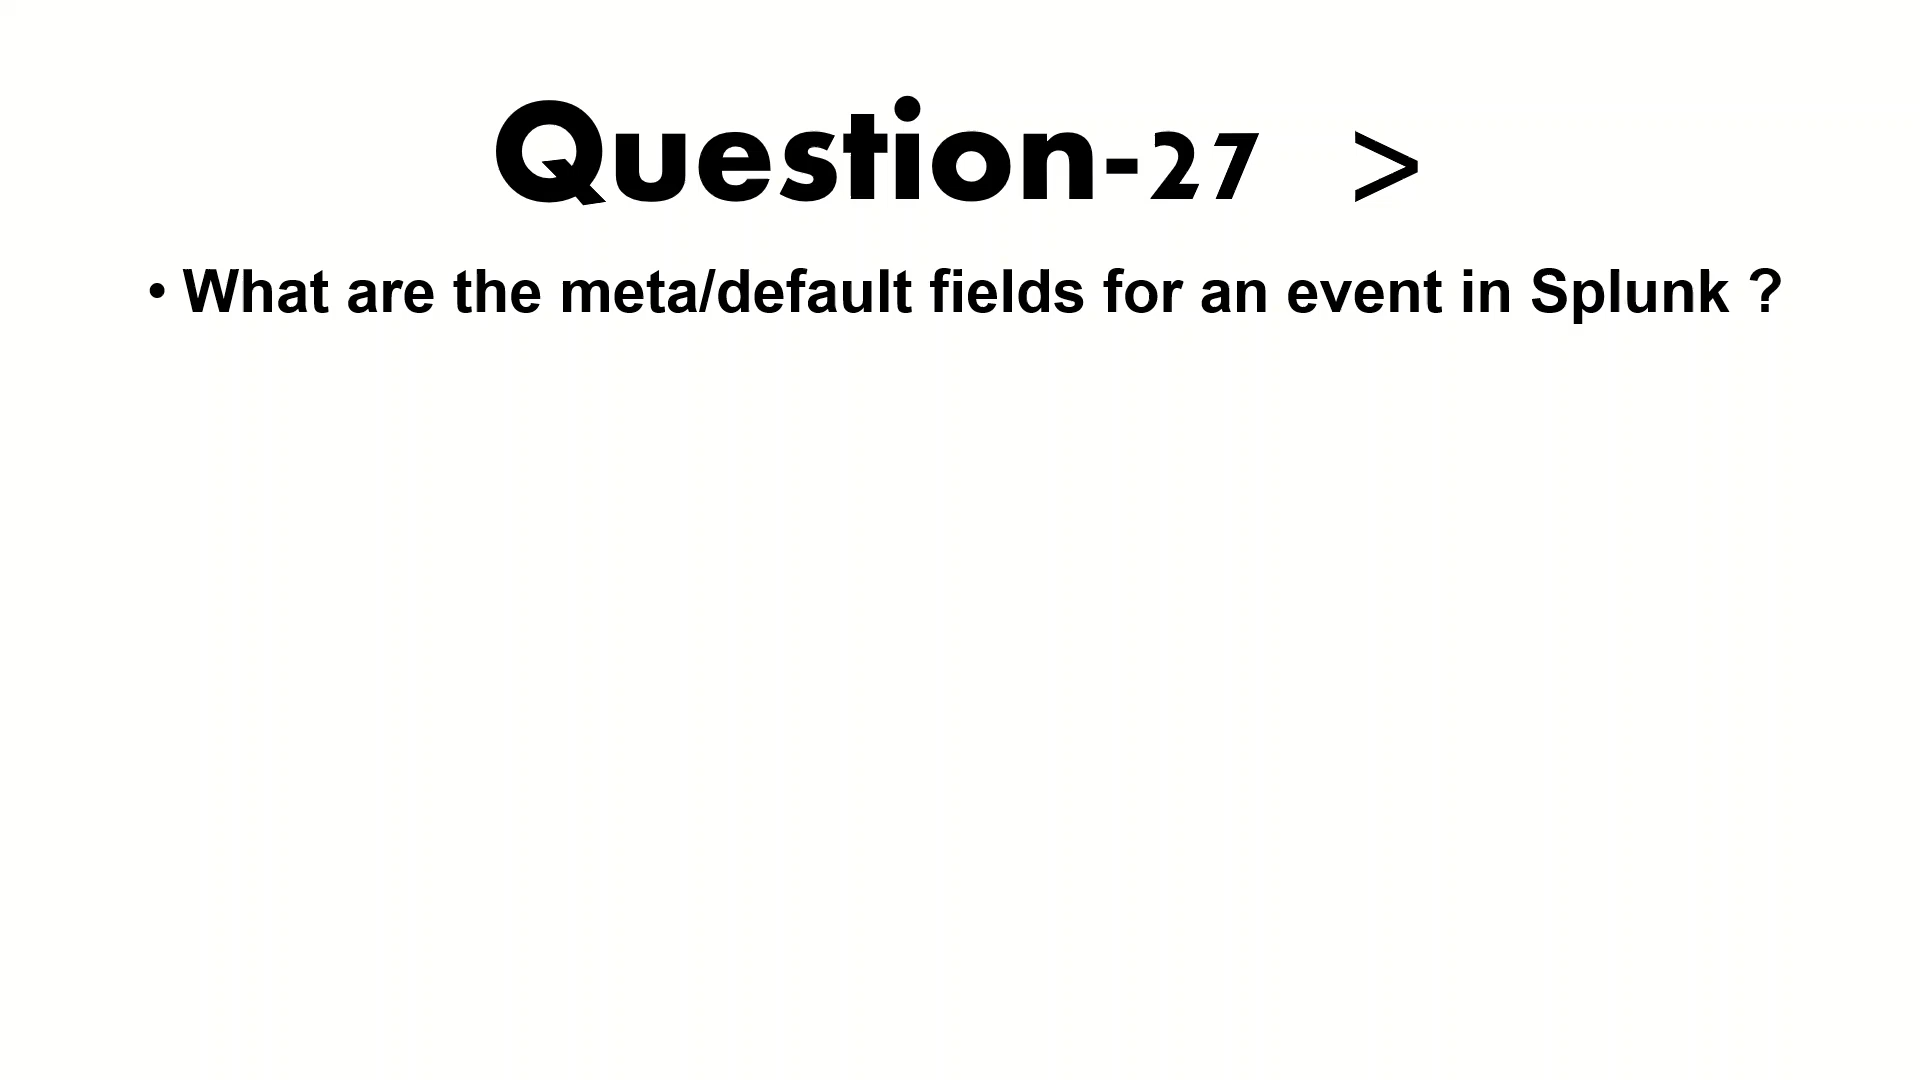 Question-27 >
• What are the meta/default fields for an event in Splunk ?